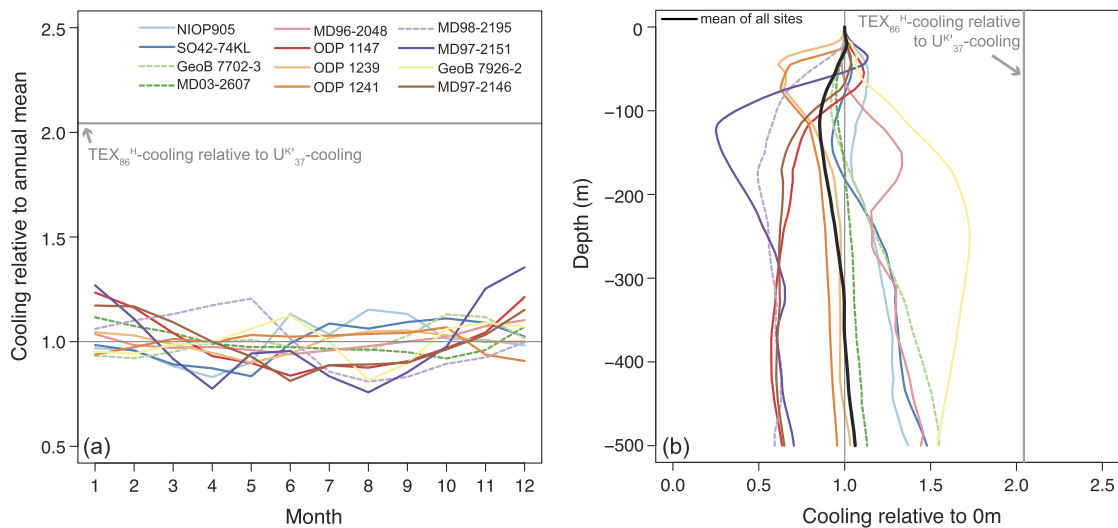 NIOP905
SO42-74KL
GeoB 7702-3
MD03-2607
MD96-2048
ODP 1147
ODP 1239
ODP 1241
MD98-2195
MD97-2151
GeoB 7926-2
MD97-2146
TEX₈₆ᴴ-cooling relative to Uᴷ'₃₇-cooling
Cooling relative to annual mean
2.5
2.0
1.5
1.0
0.5
(a)
1 2 3 4 5 6 7 8 9 10 11 12
Month
mean of all sites
TEX₈₆ᴴ-cooling relative
to Uᴷ'₃₇-cooling
Depth (m)
0
−100
−200
−300
−400
−500
(b)
0.0 0.5 1.0 1.5 2.0 2.5
Cooling relative to 0m